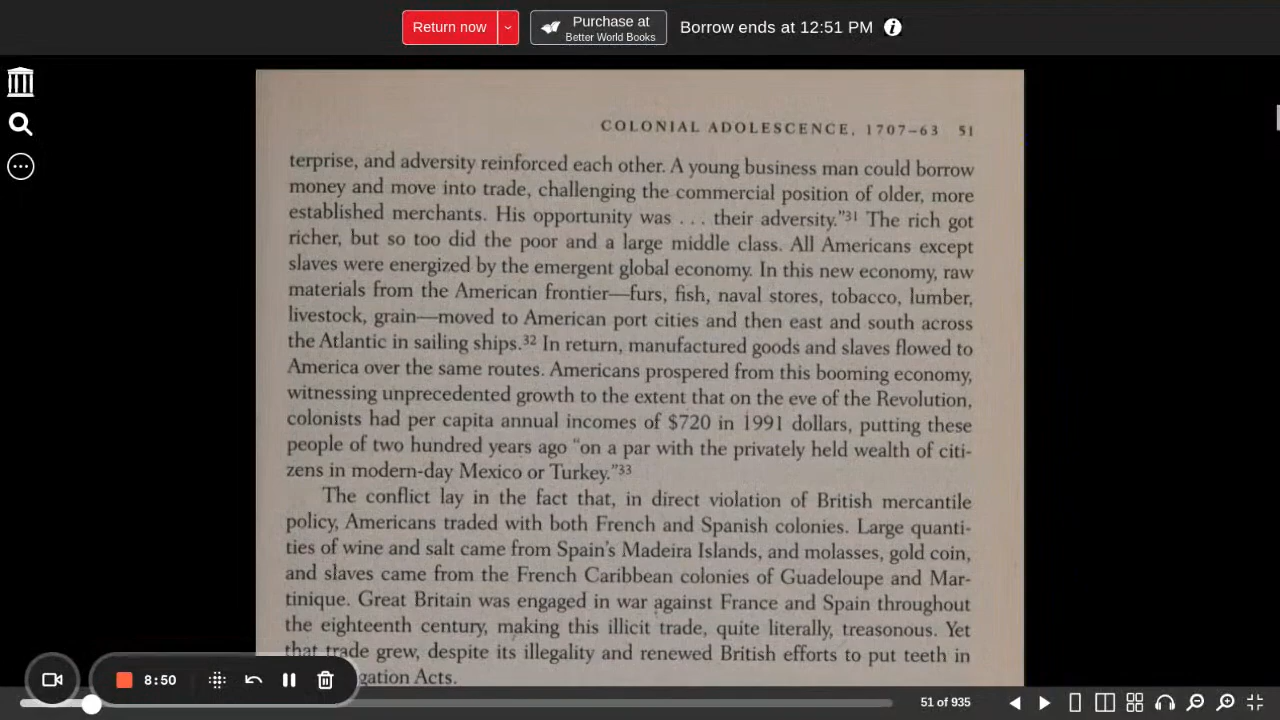 Return now
Purchase at
Better World Books
Borrow ends at 12:51 PM
COLONIAL ADOLESCENCE, 1707–63 51
terprise, and adversity reinforced each other. A young business man could borrow
money and move into trade, challenging the commercial position of older, more
established merchants. His opportunity was . . . their adversity."31 The rich got
richer, but so too did the poor and a large middle class. All Americans except
slaves were energized by the emergent global economy. In this new economy, raw
materials from the American frontier—furs, fish, naval stores, tobacco, lumber,
livestock, grain—moved to American port cities and then east and south across
the Atlantic in sailing ships.32 In return, manufactured goods and slaves flowed to
America over the same routes. Americans prospered from this booming economy,
witnessing unprecedented growth to the extent that on the eve of the Revolution,
colonists had per capita annual incomes of $720 in 1991 dollars, putting these
people of two hundred years ago "on a par with the privately held wealth of citi-
zens in modern-day Mexico or Turkey."33
The conflict lay in the fact that, in direct violation of British mercantile
policy, Americans traded with both French and Spanish colonies. Large quanti-
ties of wine and salt came from Spain's Madeira Islands, and molasses, gold coin,
and slaves came from the French Caribbean colonies of Guadeloupe and Mar-
tinique. Great Britain was engaged in war against France and Spain throughout
the eighteenth century, making this illicit trade, quite literally, treasonous. Yet
that trade grew, despite its illegality and renewed British efforts to put teeth in
gation Acts.
8:50
51 of 935